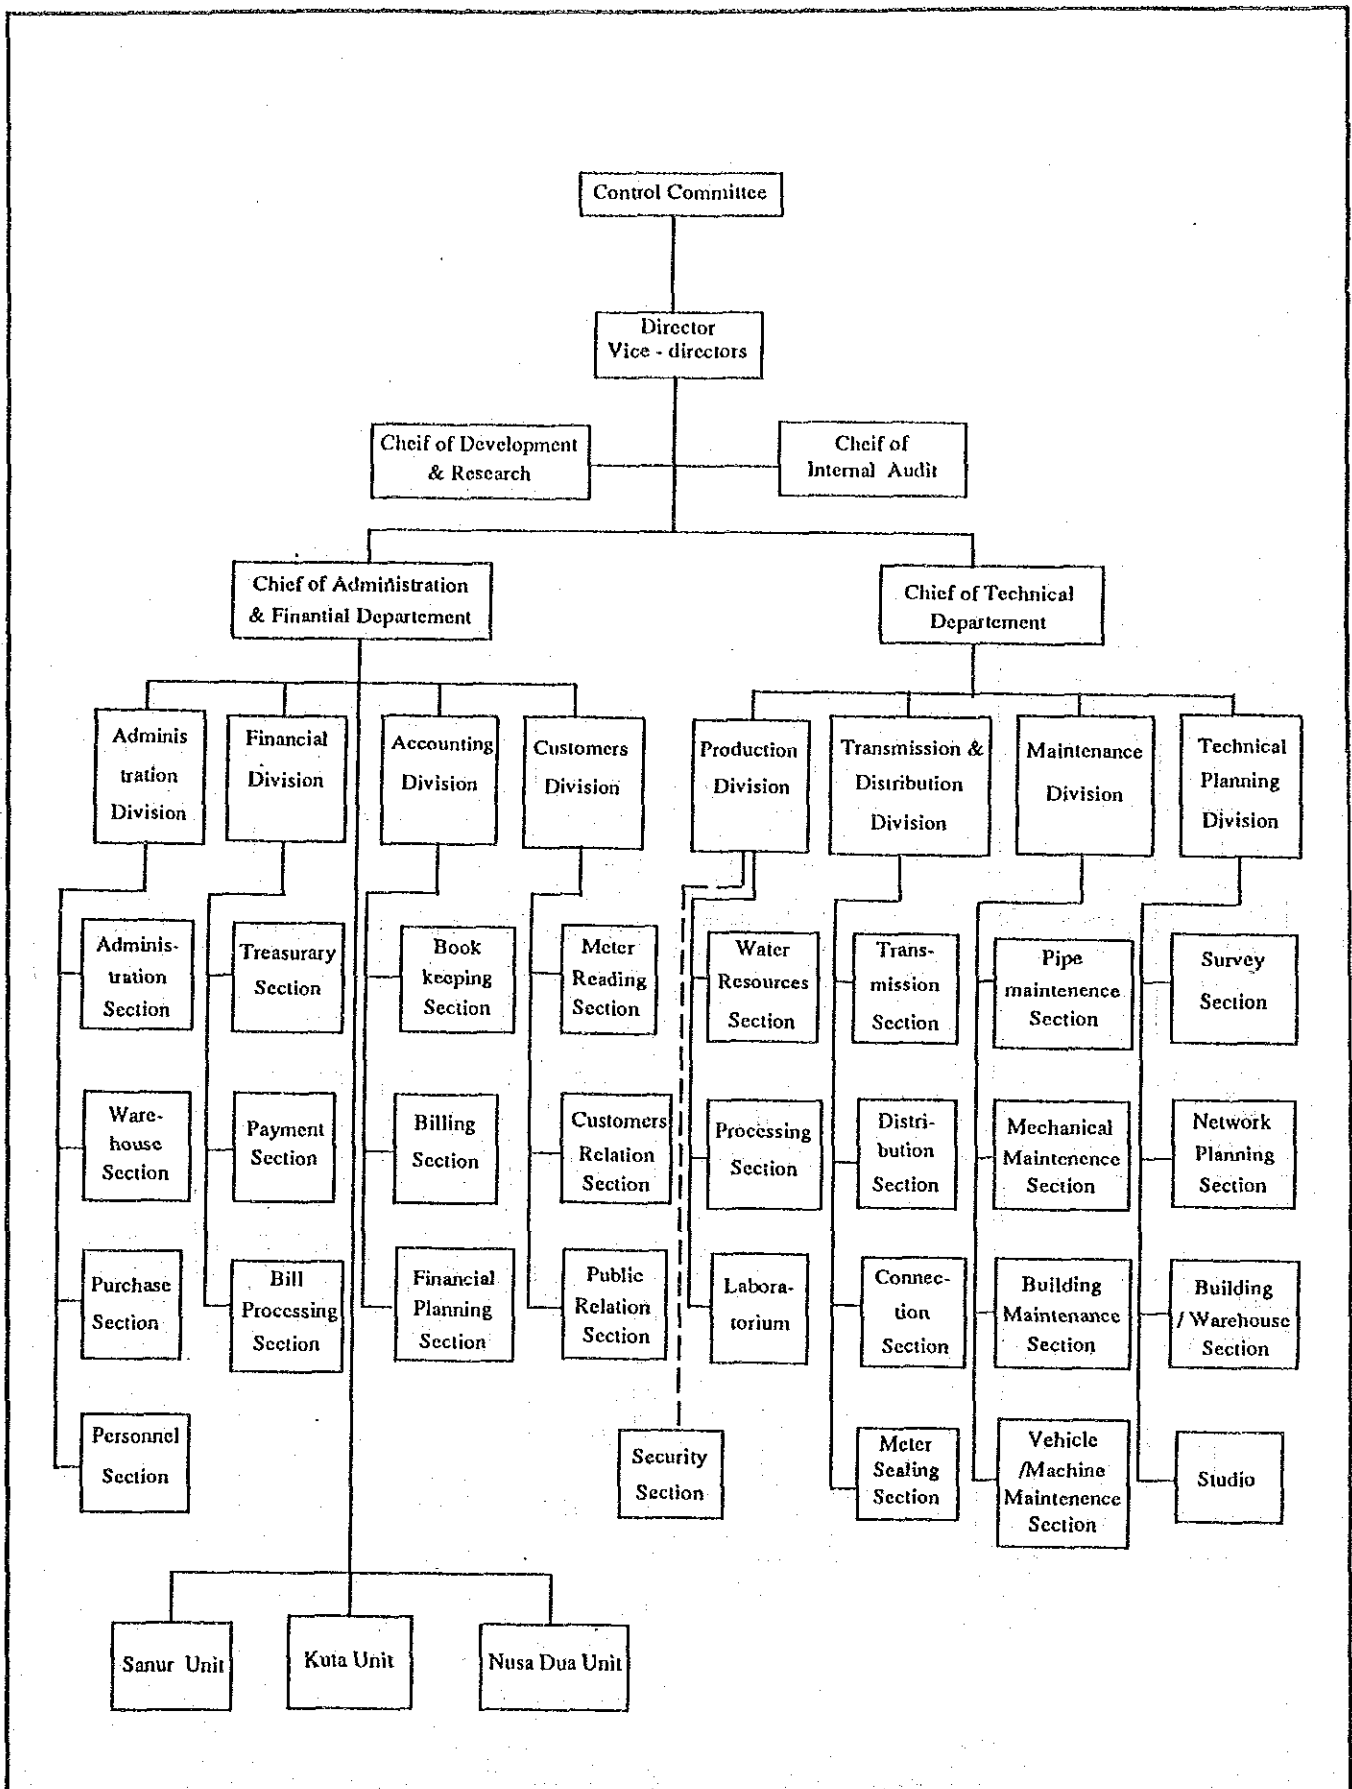 Control Committee
Director
Vice - directors
Cheif of Development
& Research
Cheif of
Internal Audit
Chief of Administration
& Finantial Departement
Chief of Technical
Departement
Adminis
tration
Division
Financial
Division
Accounting
Division
Customers
Division
Production
Division
Transmission &
Distribution
Division
Maintenance
Division
Technical
Planning
Division
Adminis-
tration
Section
Treasurary
Section
Book
keeping
Section
Meter
Reading
Section
Water
Resources
Section
Trans-
mission
Section
Pipe
maintenence
Section
Survey
Section
Ware-
house
Section
Payment
Section
Billing
Section
Customers
Relation
Section
Processing
Section
Distri-
bution
Section
Mechanical
Maintenence
Section
Network
Planning
Section
Purchase
Section
Bill
Processing
Section
Financial
Planning
Section
Public
Relation
Section
Labora-
torium
Connec-
tion
Section
Building
Maintenance
Section
Building
/ Warehouse
Section
Personnel
Section
Security
Section
Meter
Sealing
Section
Vehicle
/Machine
Maintenence
Section
Studio
Sanur Unit
Kuta Unit
Nusa Dua Unit